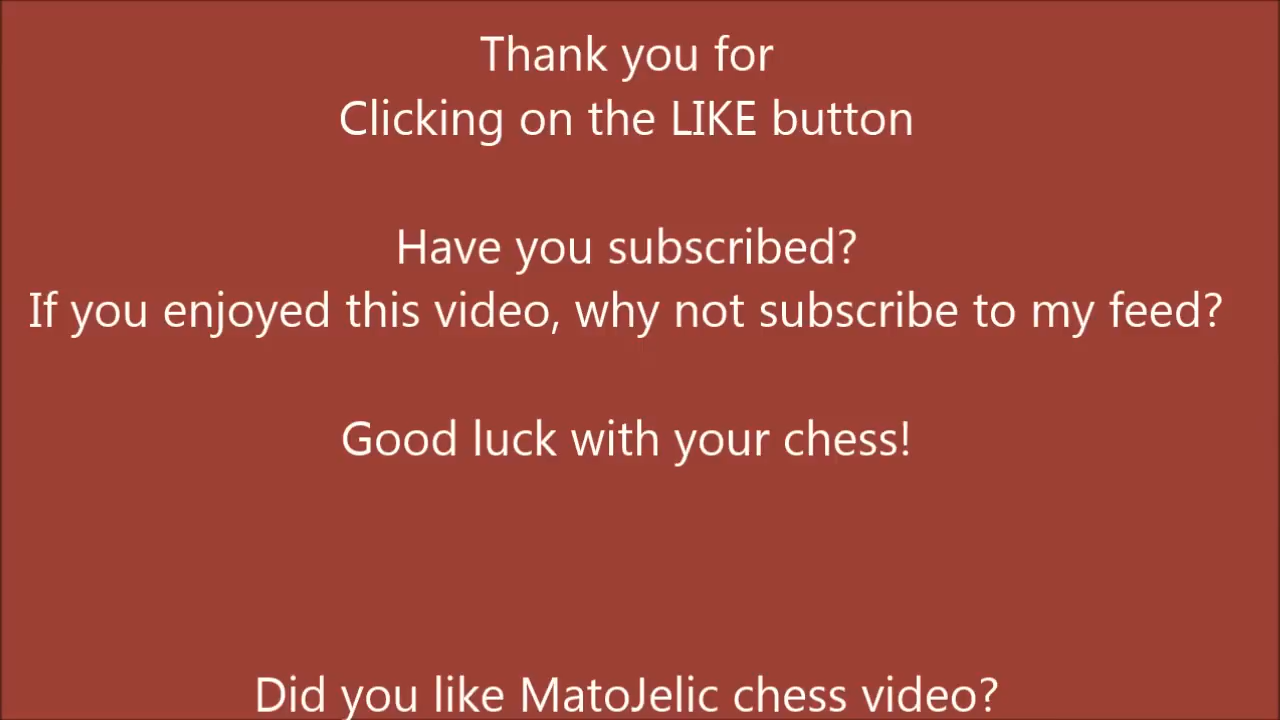 Thank you for
Clicking on the LIKE button
Have you subscribed?
If you enjoyed this video, why not subscribe to my feed?
Good luck with your chess!
Did you like MatoJelic chess video?